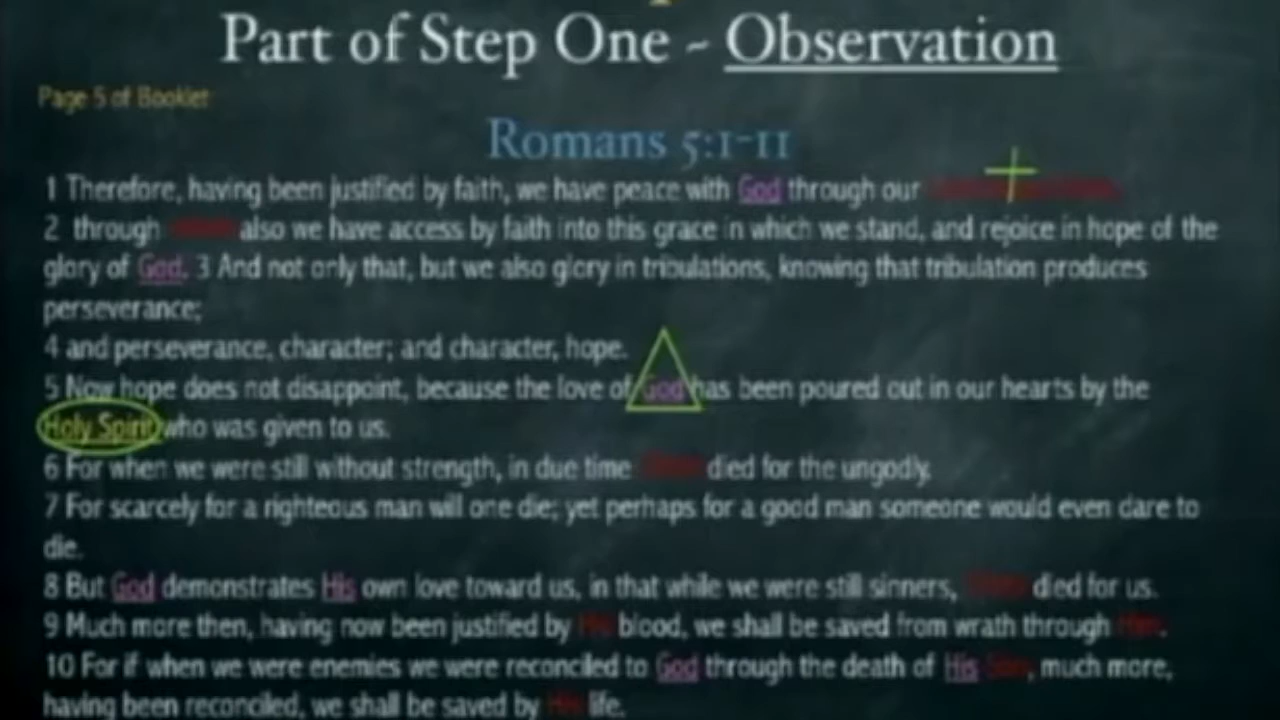 Part of Step One ~ Observation
Page 5 of Booklet
Romans 5:1-11
1 Therefore, having been justified by faith, we have peace with God through our
2 through also we have access by faith into this grace in which we stand, and rejoice in hope of the
glory of God. 3 And not only that, but we also glory in tribulations, knowing that tribulation produces
perseverance;
4 and perseverance, character; and character, hope.
5 Now hope does not disappoint, because the love of God has been poured out in our hearts by the
Holy Spirit who was given to us.
6 For when we were still without strength, in due time died for the ungodly.
7 For scarcely for a righteous man will one die; yet perhaps for a good man someone would even dare to
die.
8 But God demonstrates His own love toward us, in that while we were still sinners, died for us.
9 Much more then, having now been justified by His blood, we shall be saved from wrath through Him.
10 For if when we were enemies we were reconciled to God through the death of His Son, much more,
having been reconciled, we shall be saved by His life.